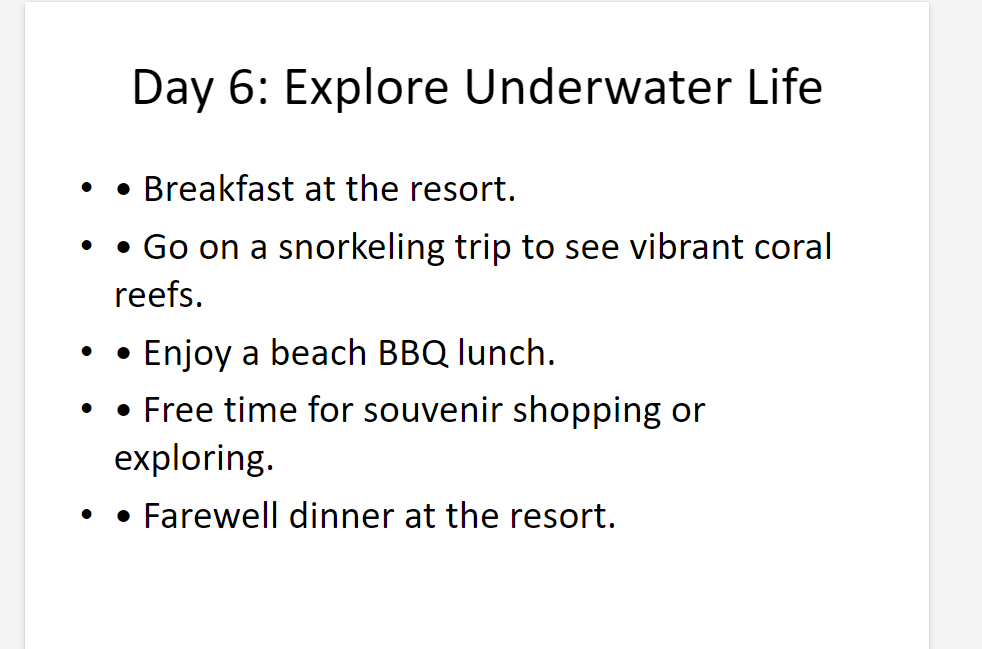 Day 6: Explore Underwater Life
• • Breakfast at the resort.
• • Go on a snorkeling trip to see vibrant coral
reefs.
• • Enjoy a beach BBQ lunch.
• • Free time for souvenir shopping or
exploring.
• • Farewell dinner at the resort.